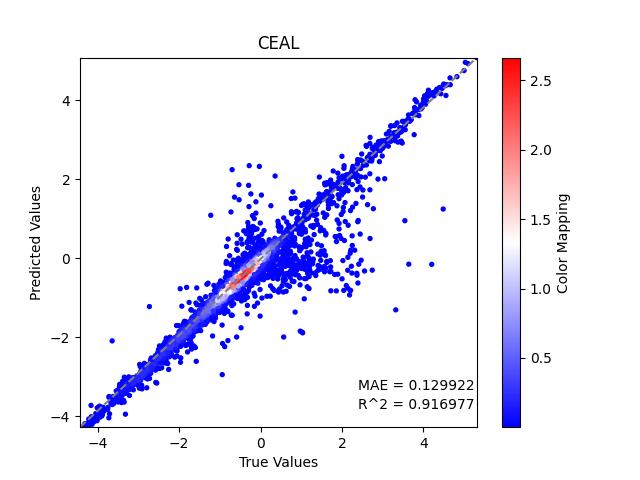 CEAL
Predicted Values
4
2
0
−2
−4
−4
−2
0
2
4
True Values
MAE = 0.129922
R^2 = 0.916977
2.5
2.0
1.5
1.0
0.5
Color Mapping